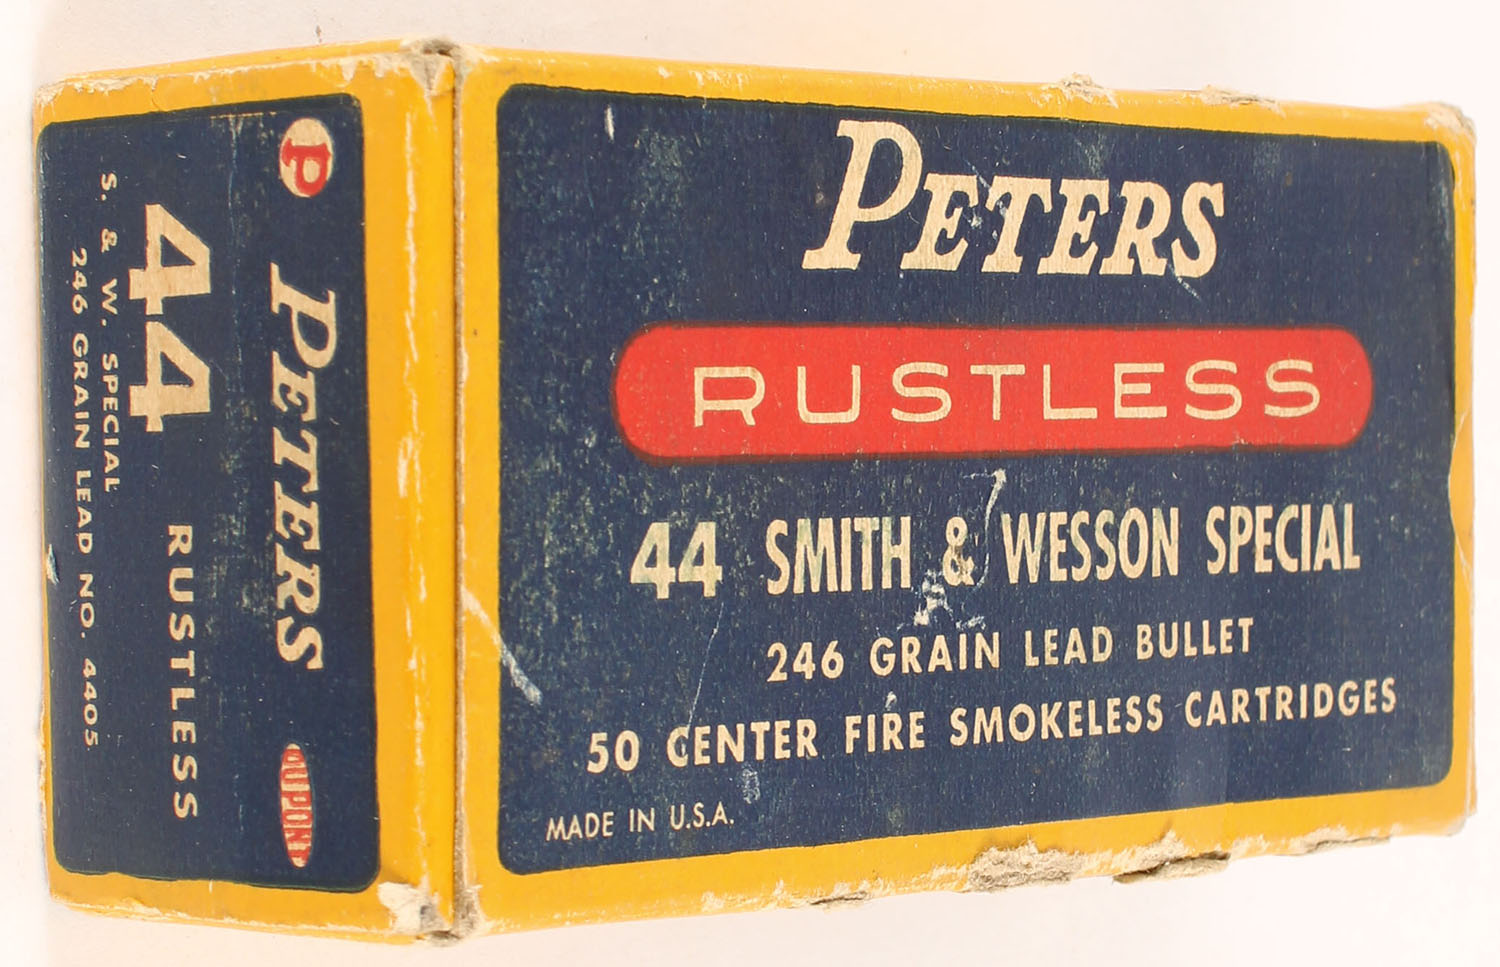 PETERS
RUSTLESS
44 SMITH & WESSON SPECIAL
246 GRAIN LEAD BULLET
50 CENTER FIRE SMOKELESS CARTRIDGES
MADE IN U.S.A.
P PETERS DUPONT
44 RUSTLESS
S. & W. SPECIAL
246 GRAIN LEAD NO. 4405